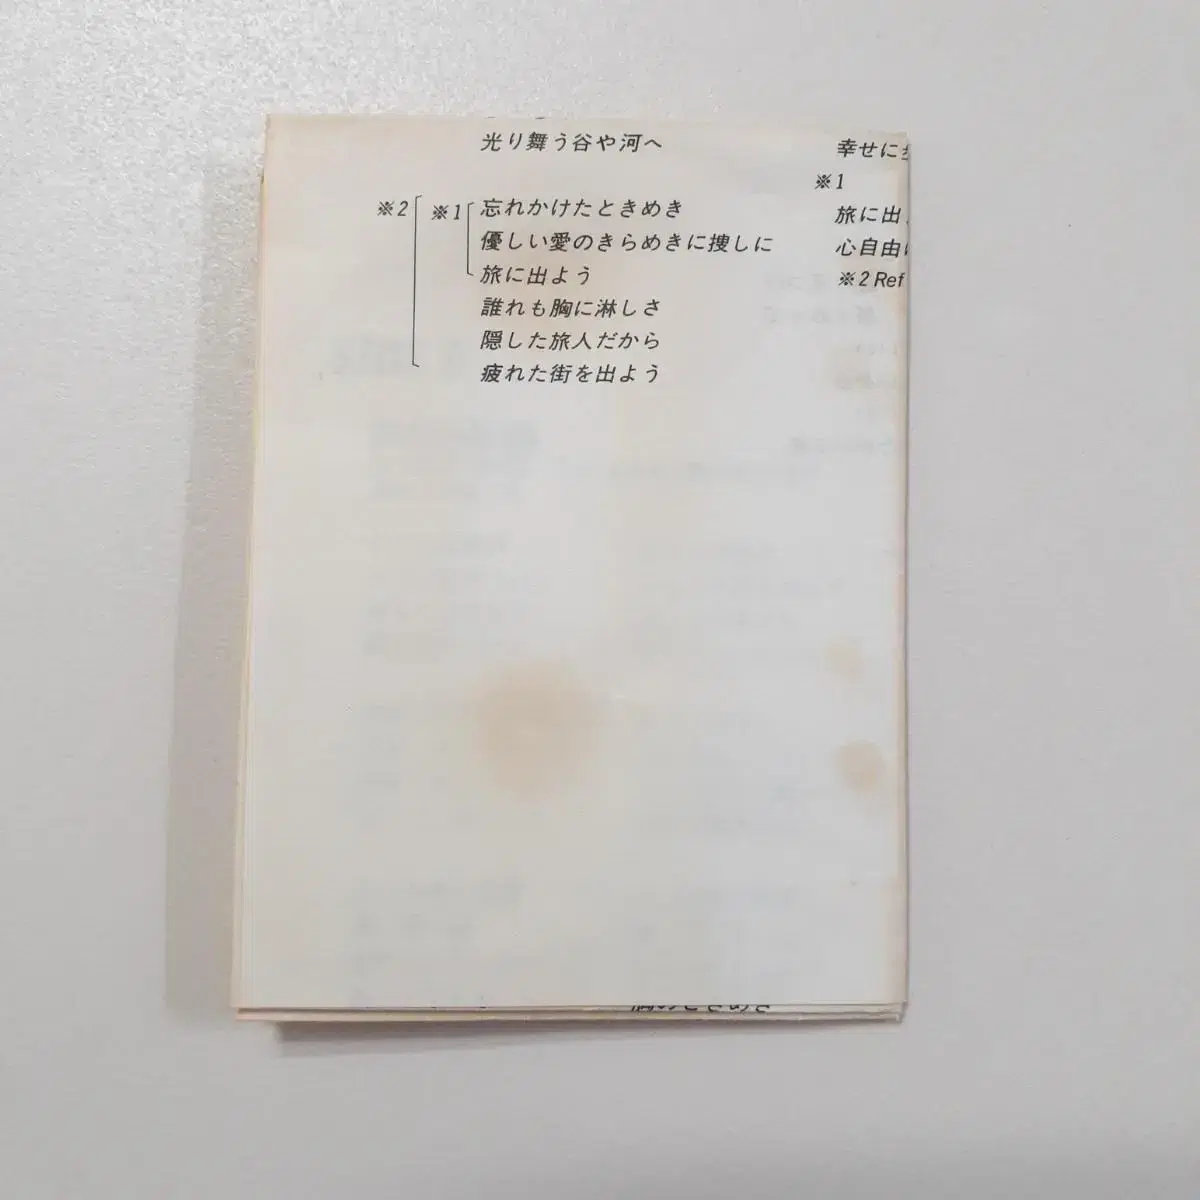 光り舞う谷や河へ
※2 ※1 忘れかけたときめき
優しい愛のきらめきに捜しに
旅に出よう
誰れも胸に淋しさ
隠した旅人だから
疲れた街を出よう
幸せに
※1
旅に出
心自由
※2 Ref